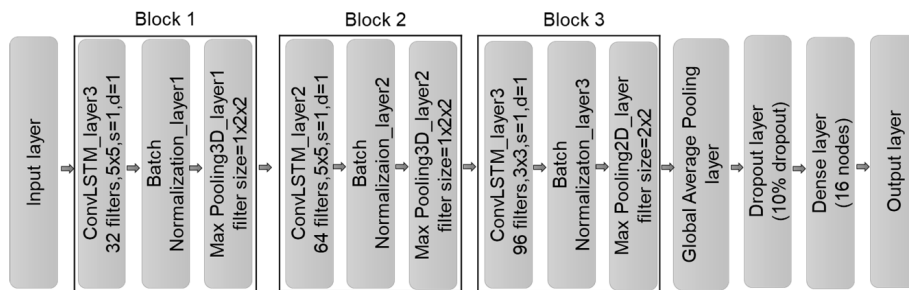 Block 1
Block 2
Block 3
Input layer
ConvLSTM_layer3
32 filters,5x5,s=1,d=1
Batch
Normalization_layer1
Max Pooling3D_layer1
filter size=1x2x2
ConvLSTM_layer2
64 filters,5x5,s=1,d=1
Batch
Normalization_layer2
Max Pooling3D_layer2
filter size=1x2x2
ConvLSTM_layer3
96 filters,3x3,s=1,d=1
Batch
Normalizaton_layer3
Max Pooling2D_layer
filter size=2x2
Global Average Pooling
layer
Dropout layer
(10% dropout)
Dense layer
(16 nodes)
Output layer